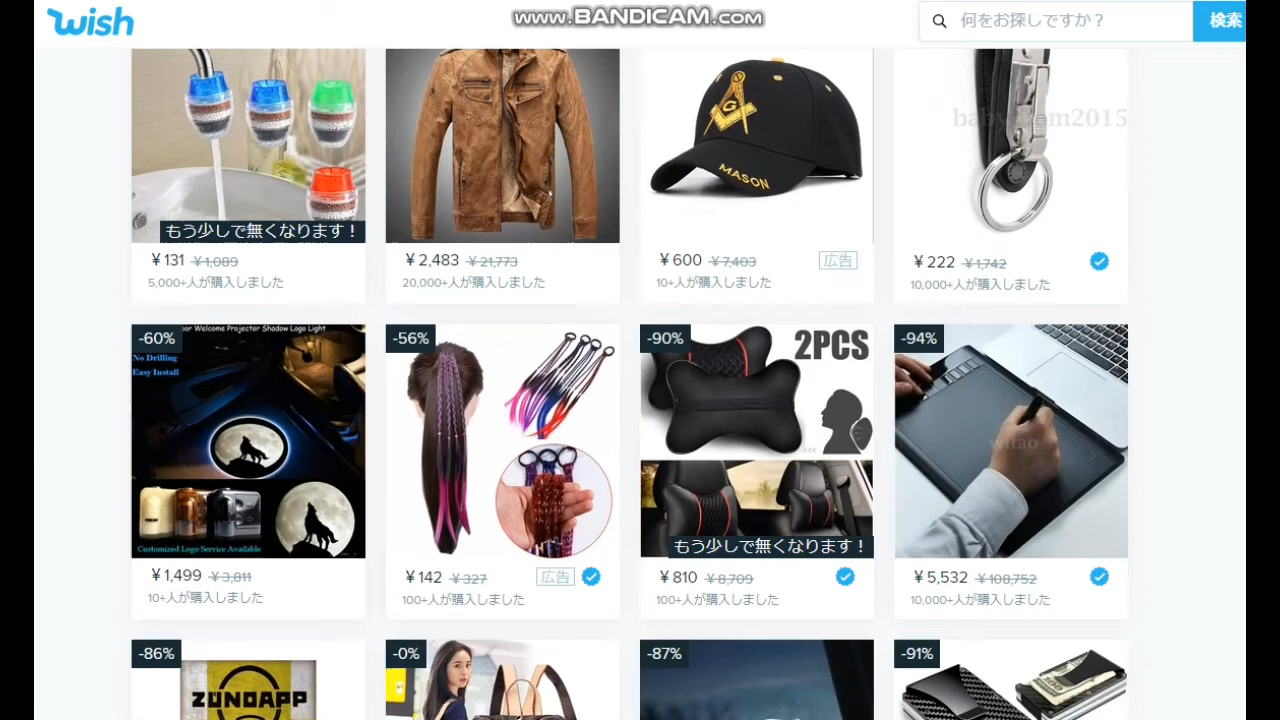 wish
www.BANDICAM.com
何をお探しですか？
検索
もう少しで無くなります！
G
MASON
¥131 ¥1,089
5,000+人が購入しました
¥2,483 ¥21,773
20,000+人が購入しました
¥600 ¥7,403
広告
10+人が購入しました
¥222 ¥1,742
10,000+人が購入しました
-60%
Welcome Projector Shadow Logo Light
No Drilling
Easy Install
Customized Logo Service Available
-56%
-90%
2PCS
もう少しで無くなります！
-94%
¥1,499 ¥3,811
10+人が購入しました
¥142 ¥327
広告
100+人が購入しました
¥810 ¥8,709
100+人が購入しました
¥5,532 ¥108,752
10,000+人が購入しました
-86%
ZÜNDAPP
-0%
-87%
-91%